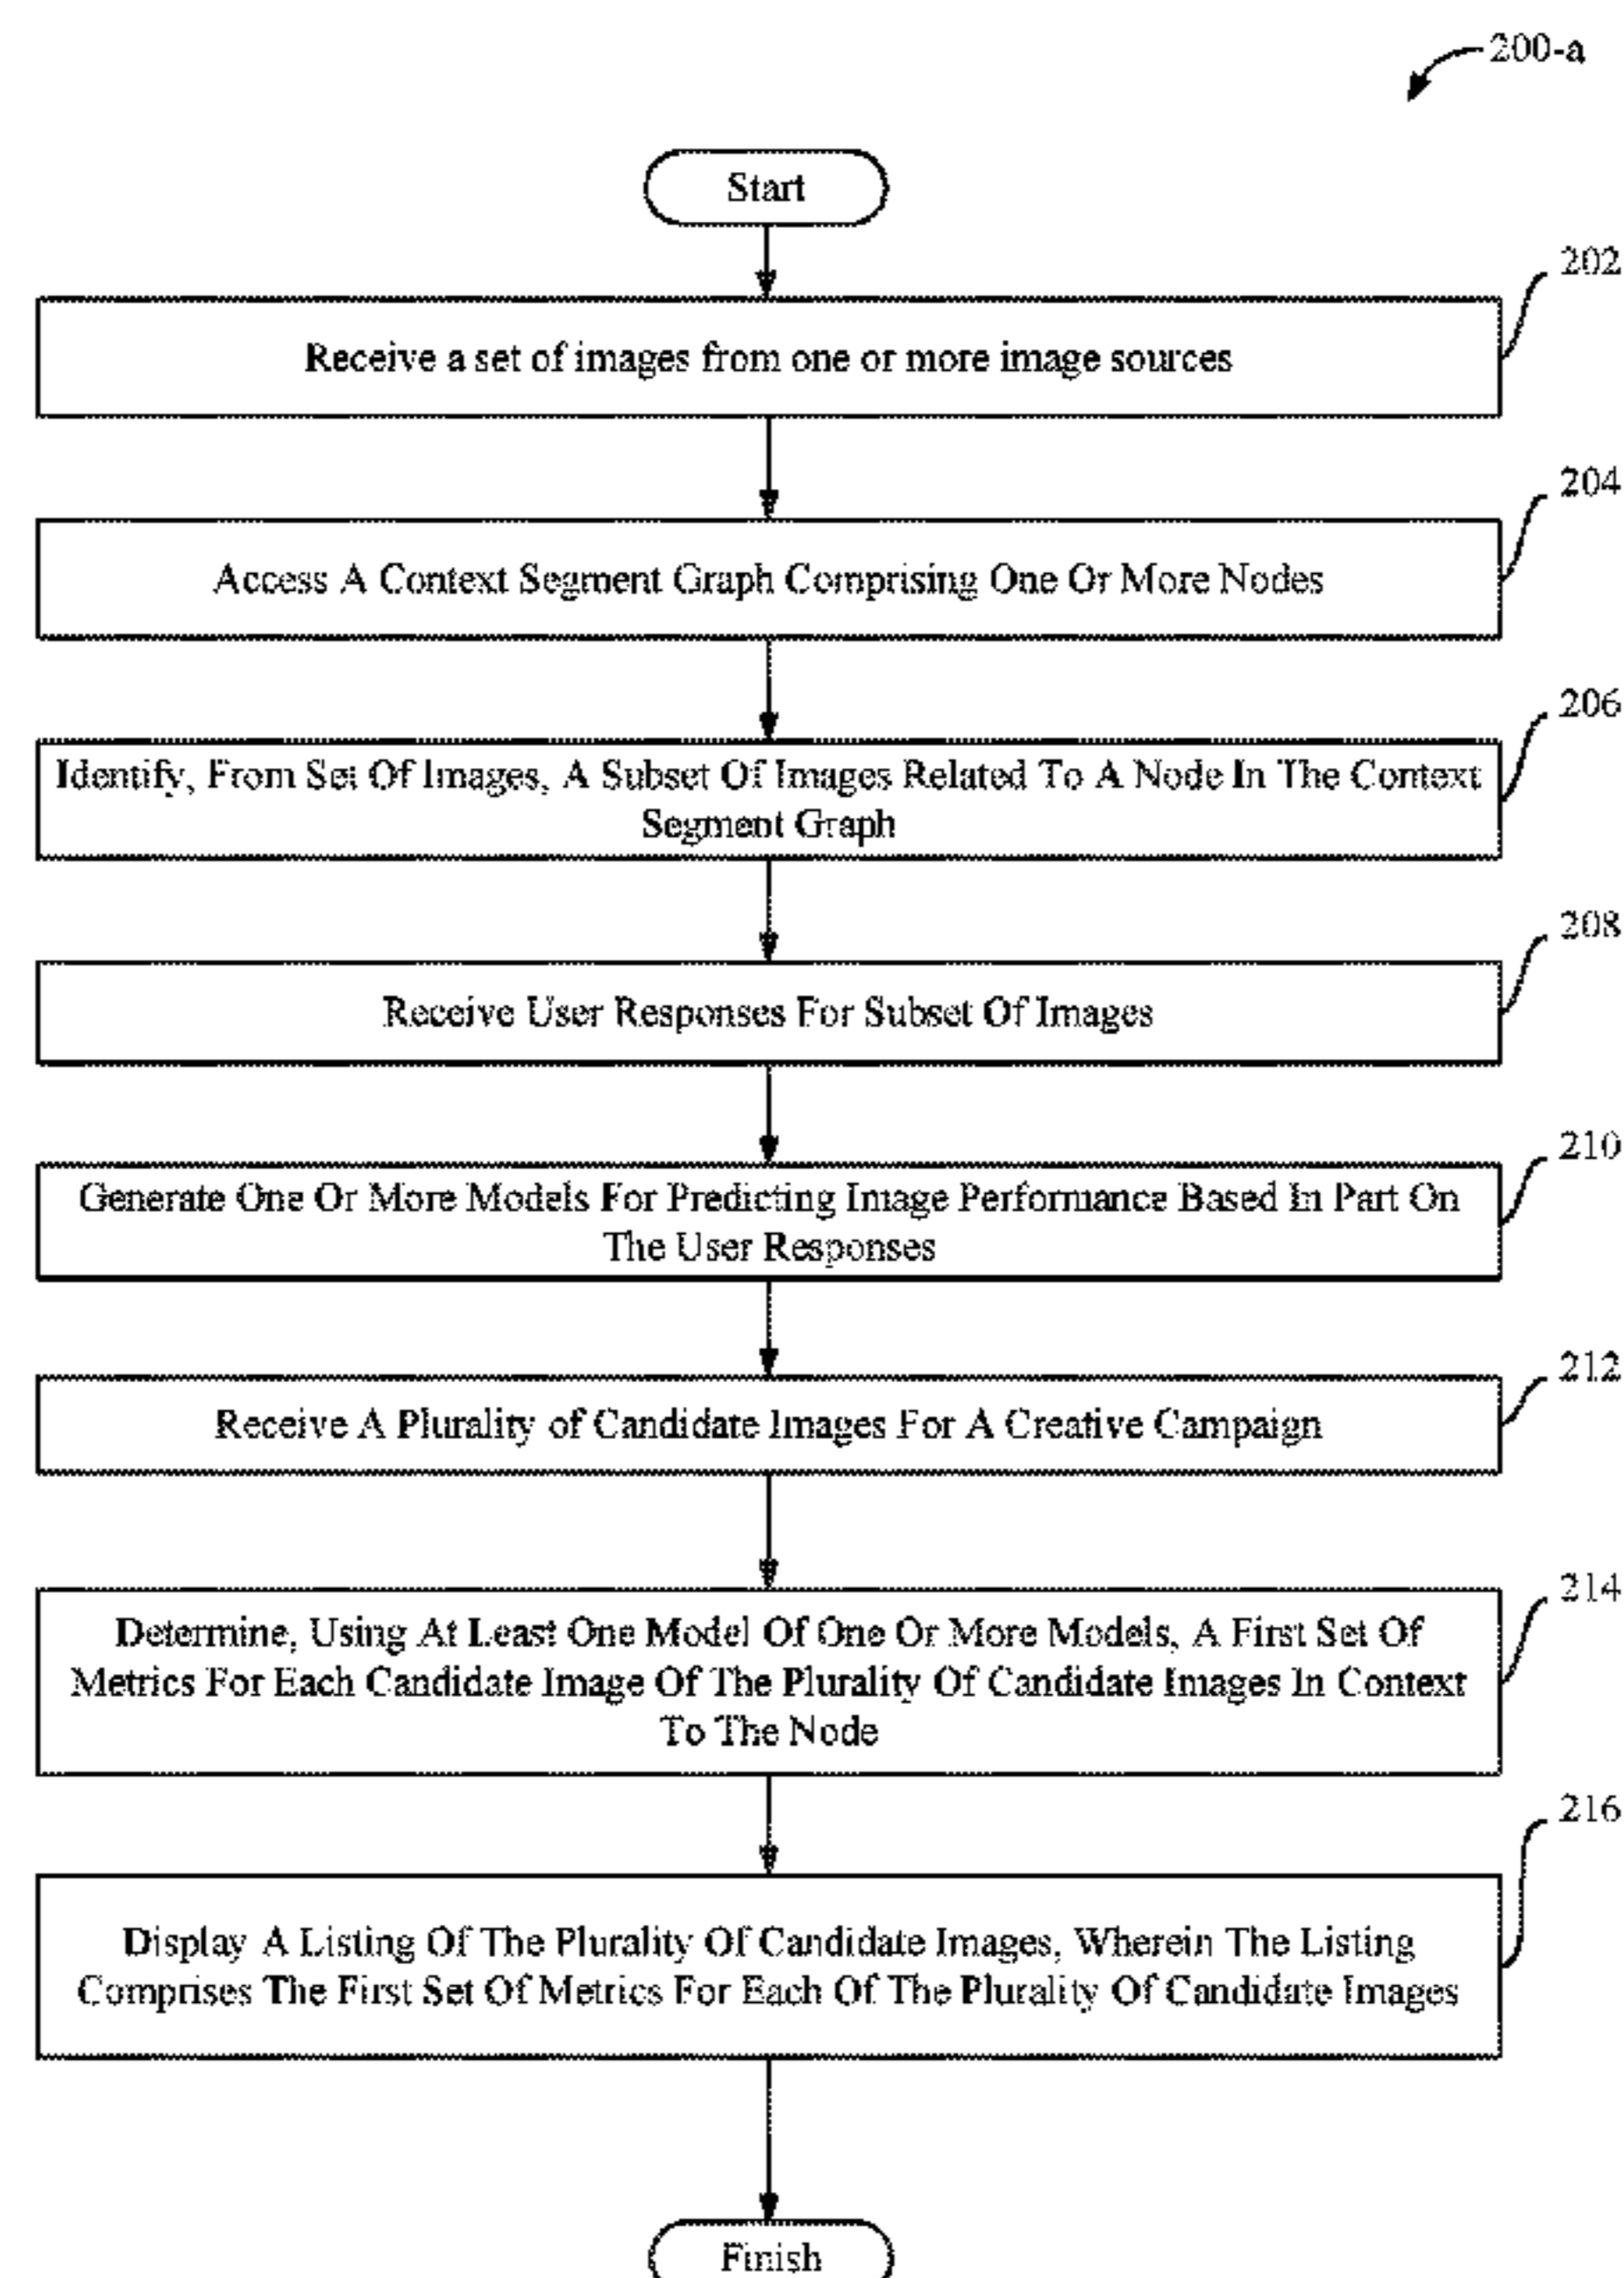 200-a
Start
202
Receive a set of images from one or more image sources
204
Access A Context Segment Graph Comprising One Or More Nodes
206
Identify, From Set Of Images, A Subset Of Images Related To A Node In The Context
Segment Graph
208
Receive User Responses For Subset Of Images
210
Generate One Or More Models For Predicting Image Performance Based In Part On
The User Responses
212
Receive A Plurality of Candidate Images For A Creative Campaign
214
Determine, Using At Least One Model Of One Or More Models, A First Set Of
Metrics For Each Candidate Image Of The Plurality Of Candidate Images In Context
To The Node
216
Display A Listing Of The Plurality Of Candidate Images, Wherein The Listing
Comprises The First Set Of Metrics For Each Of The Plurality Of Candidate Images
Finish